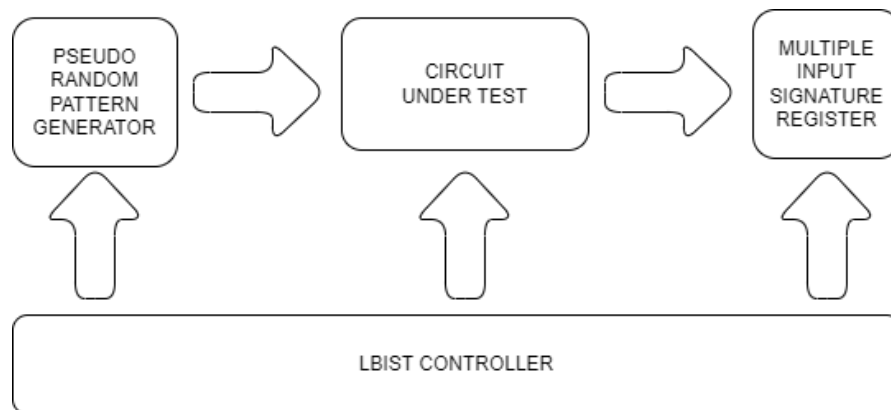 PSEUDO
RANDOM
PATTERN
GENERATOR
CIRCUIT
UNDER TEST
MULTIPLE
INPUT
SIGNATURE
REGISTER
LBIST CONTROLLER